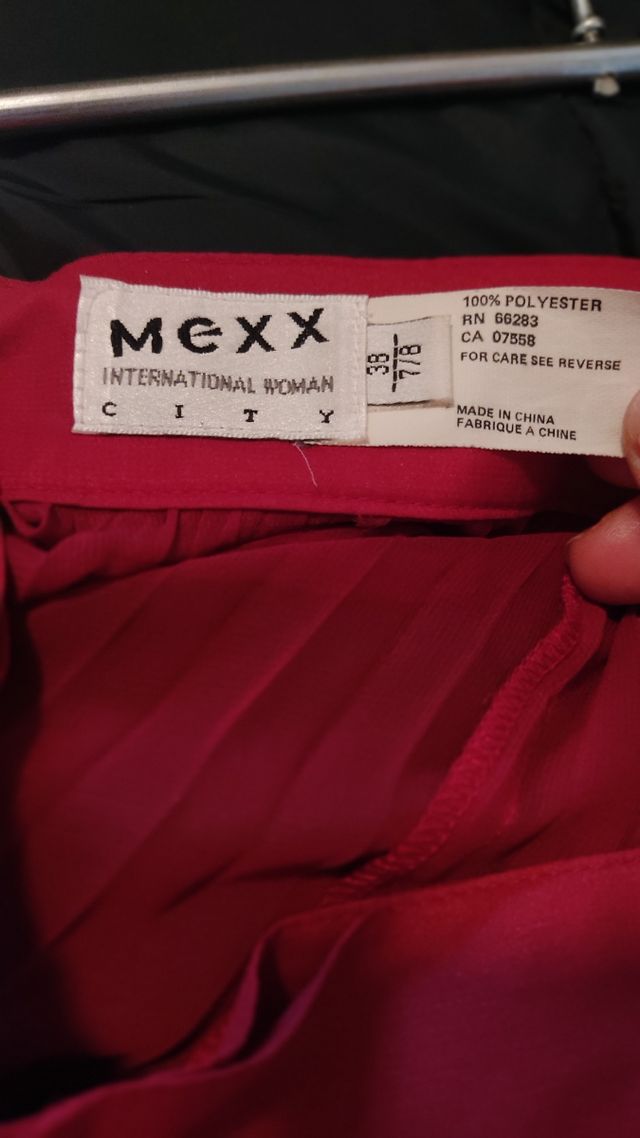 MEXX
INTERNATIONAL WOMAN
CITY
38
7/8
100% POLYESTER
RN 66283
CA 07558
FOR CARE SEE REVERSE
MADE IN CHINA
FABRIQUE A CHINE